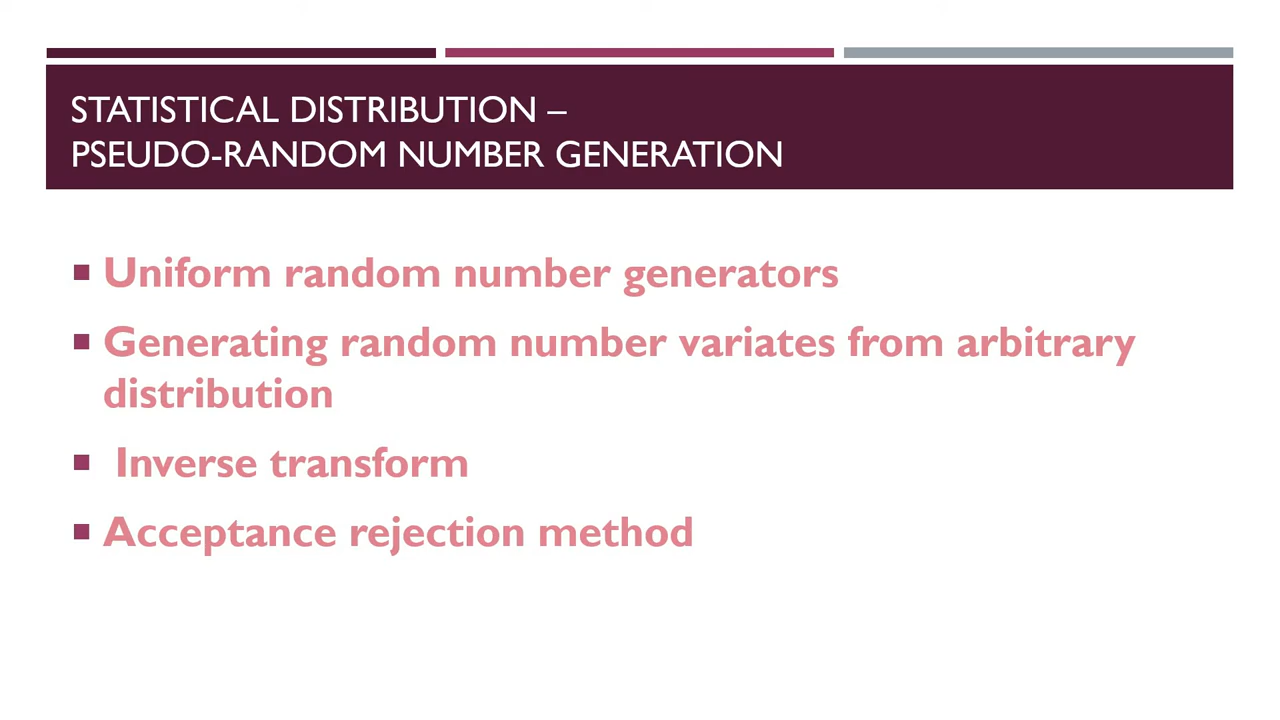 STATISTICAL DISTRIBUTION –
PSEUDO-RANDOM NUMBER GENERATION
Uniform random number generators
Generating random number variates from arbitrary
distribution
Inverse transform
Acceptance rejection method